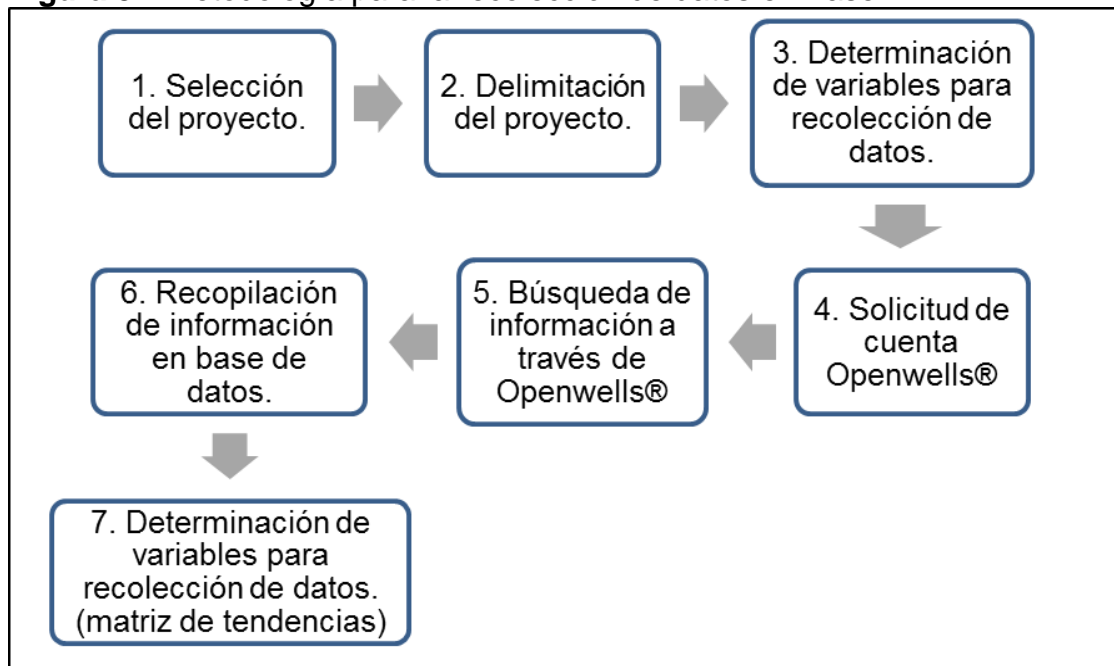 1. Selección
del proyecto.
2. Delimitación
del proyecto.
3. Determinación
de variables para
recolección de
datos.
4. Solicitud de
cuenta
Openwells®
5. Búsqueda de
información a
través de
Openwells®
6. Recopilación
de información
en base de
datos.
7. Determinación de
variables para
recolección de datos.
(matriz de tendencias)